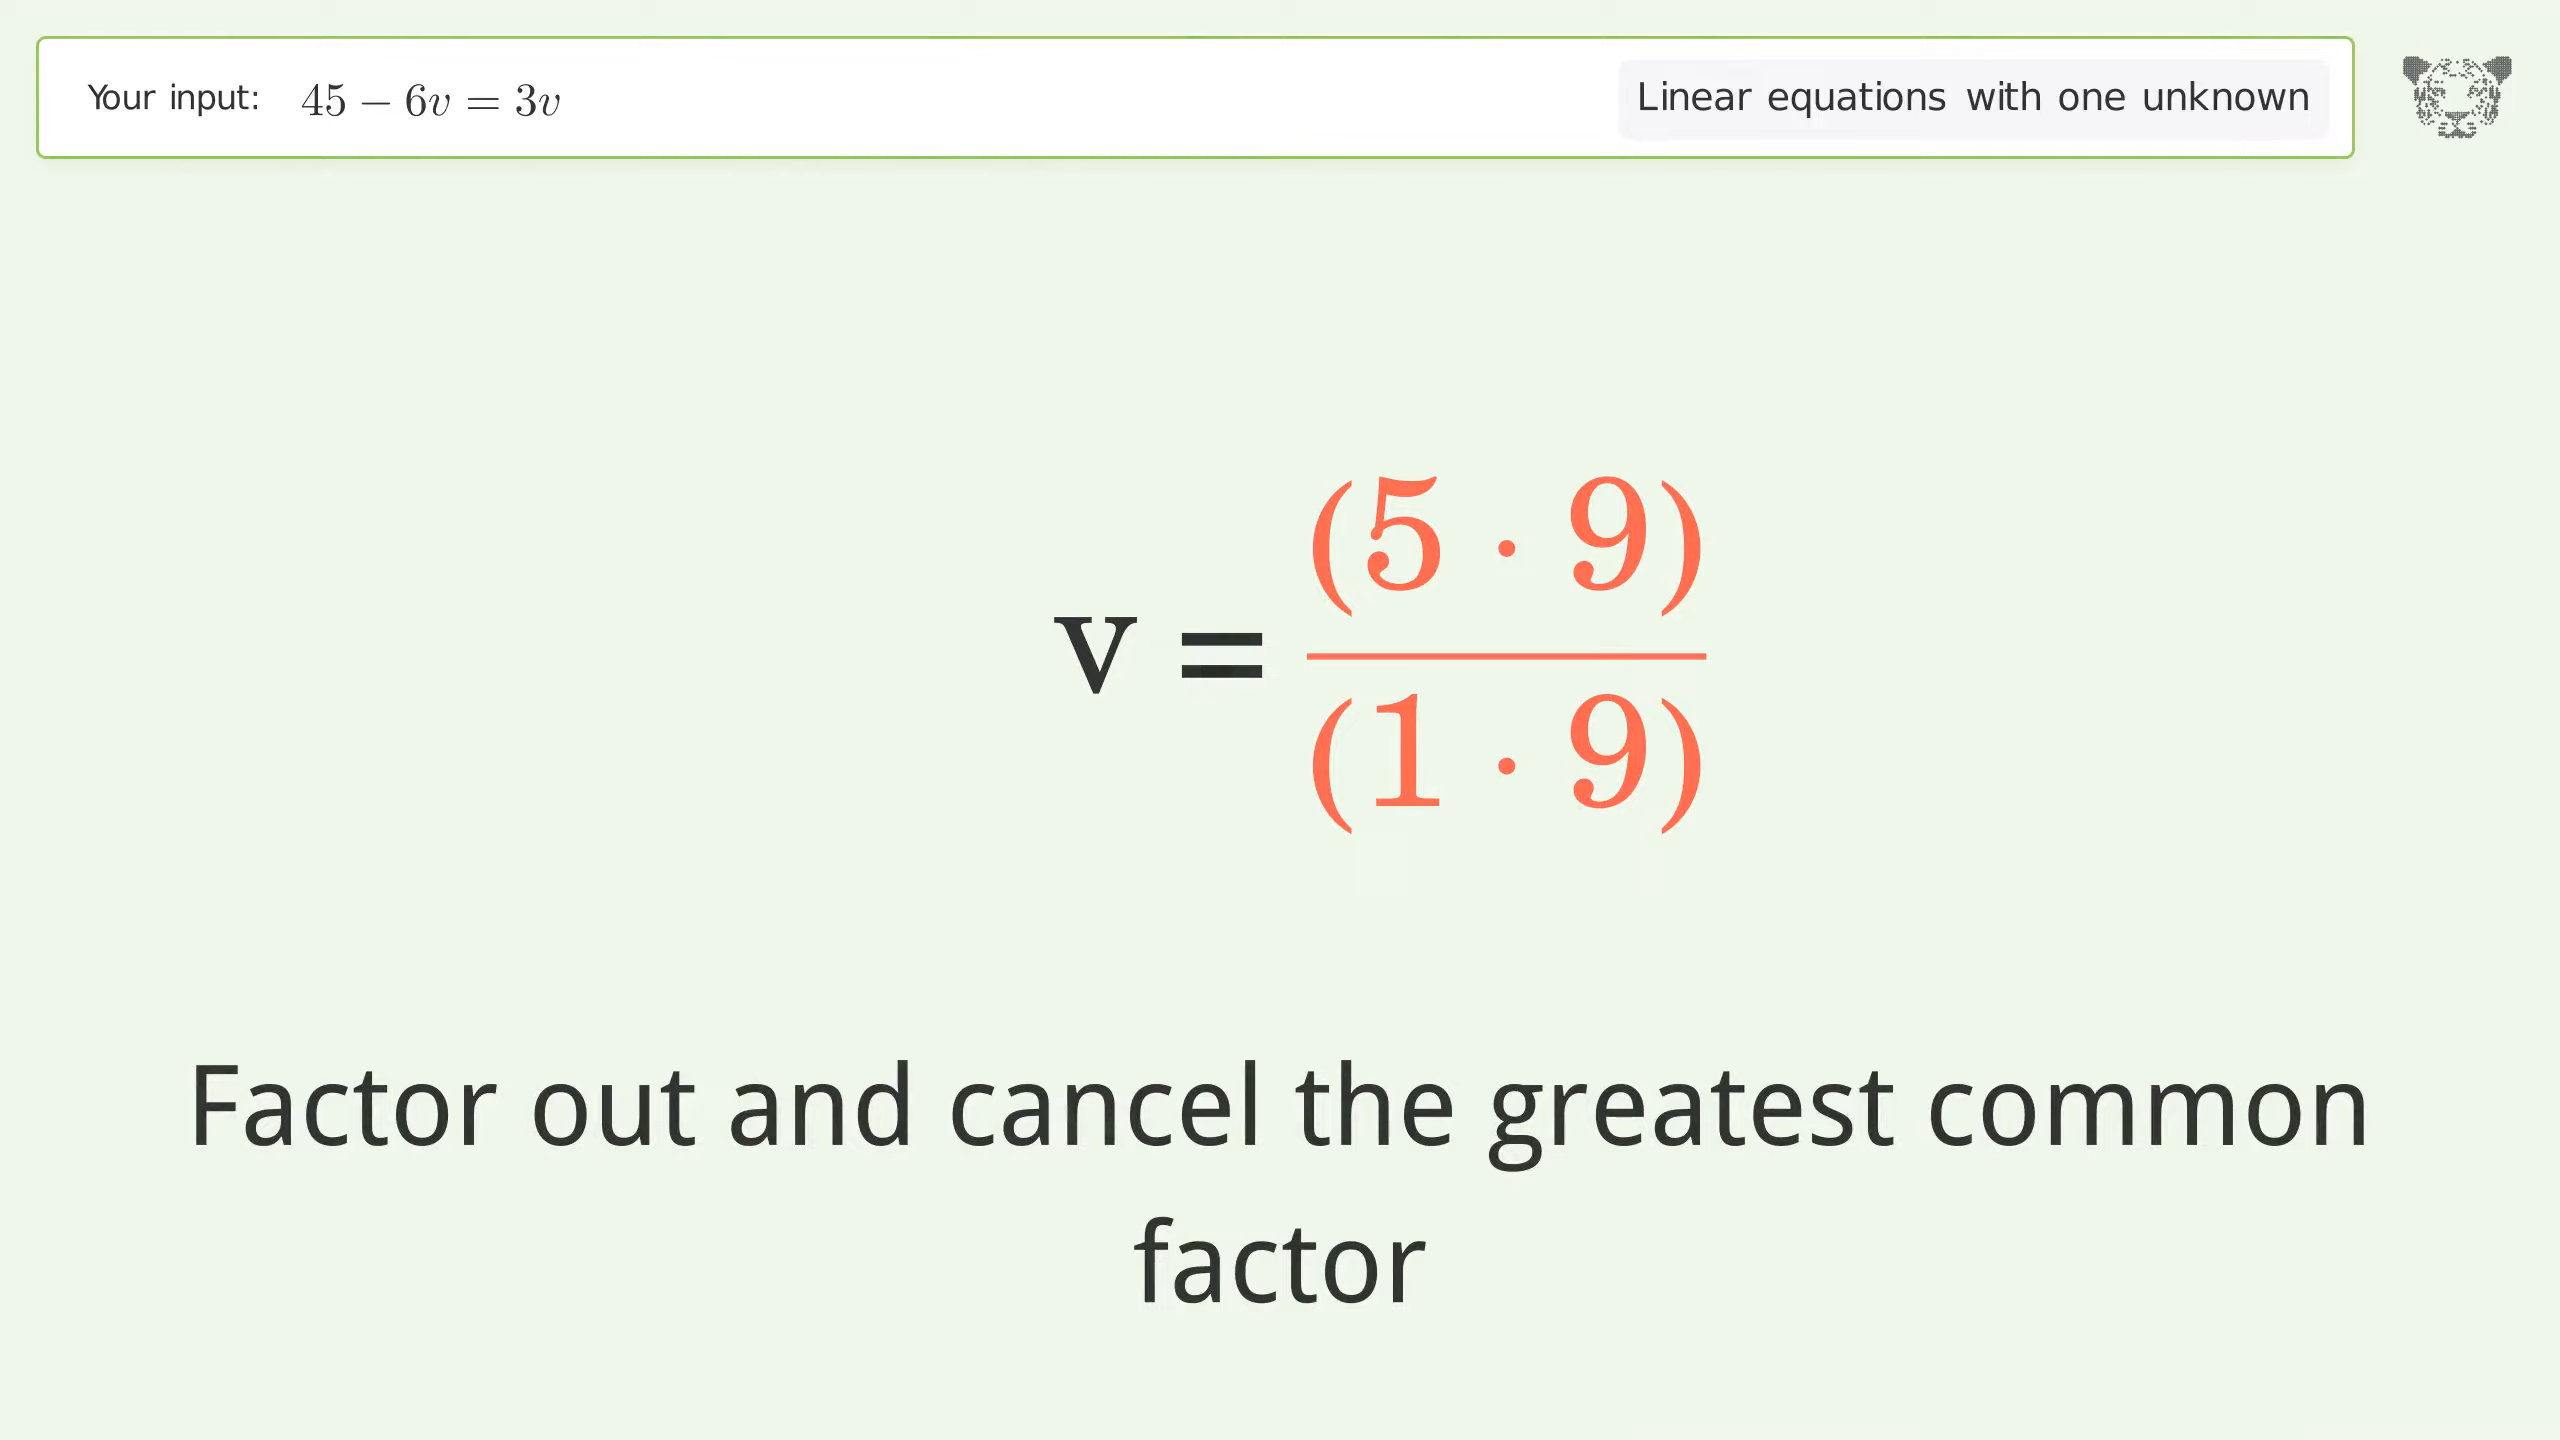 Your input: 45 − 6v = 3v
Linear equations with one unknown
v = (5 · 9) / (1 · 9)
Factor out and cancel the greatest common
factor